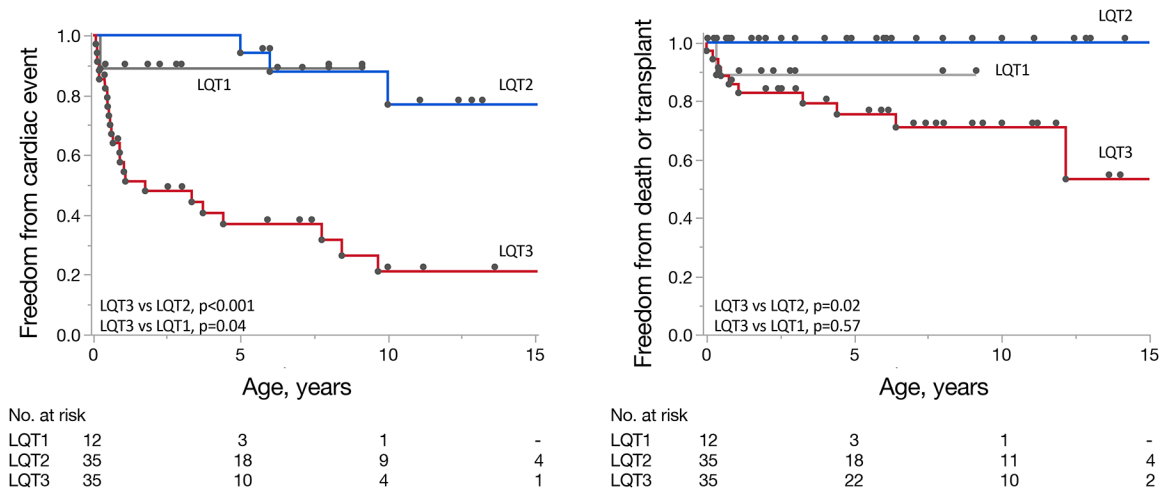 Freedom from cardiac event
1.0
0.8
0.6
0.4
0.2
0.0
LQT1
LQT2
LQT3
LQT3 vs LQT2, p<0.001
LQT3 vs LQT1, p=0.04
0 5 10 15
Age, years
No. at risk
LQT1 12 3 1 -
LQT2 35 18 9 4
LQT3 35 10 4 1
Freedom from death or transplant
1.0
0.8
0.6
0.4
0.2
0.0
LQT2
LQT1
LQT3
LQT3 vs LQT2, p=0.02
LQT3 vs LQT1, p=0.57
0 5 10 15
Age, years
No. at risk
LQT1 12 3 1 -
LQT2 35 18 11 4
LQT3 35 22 10 2